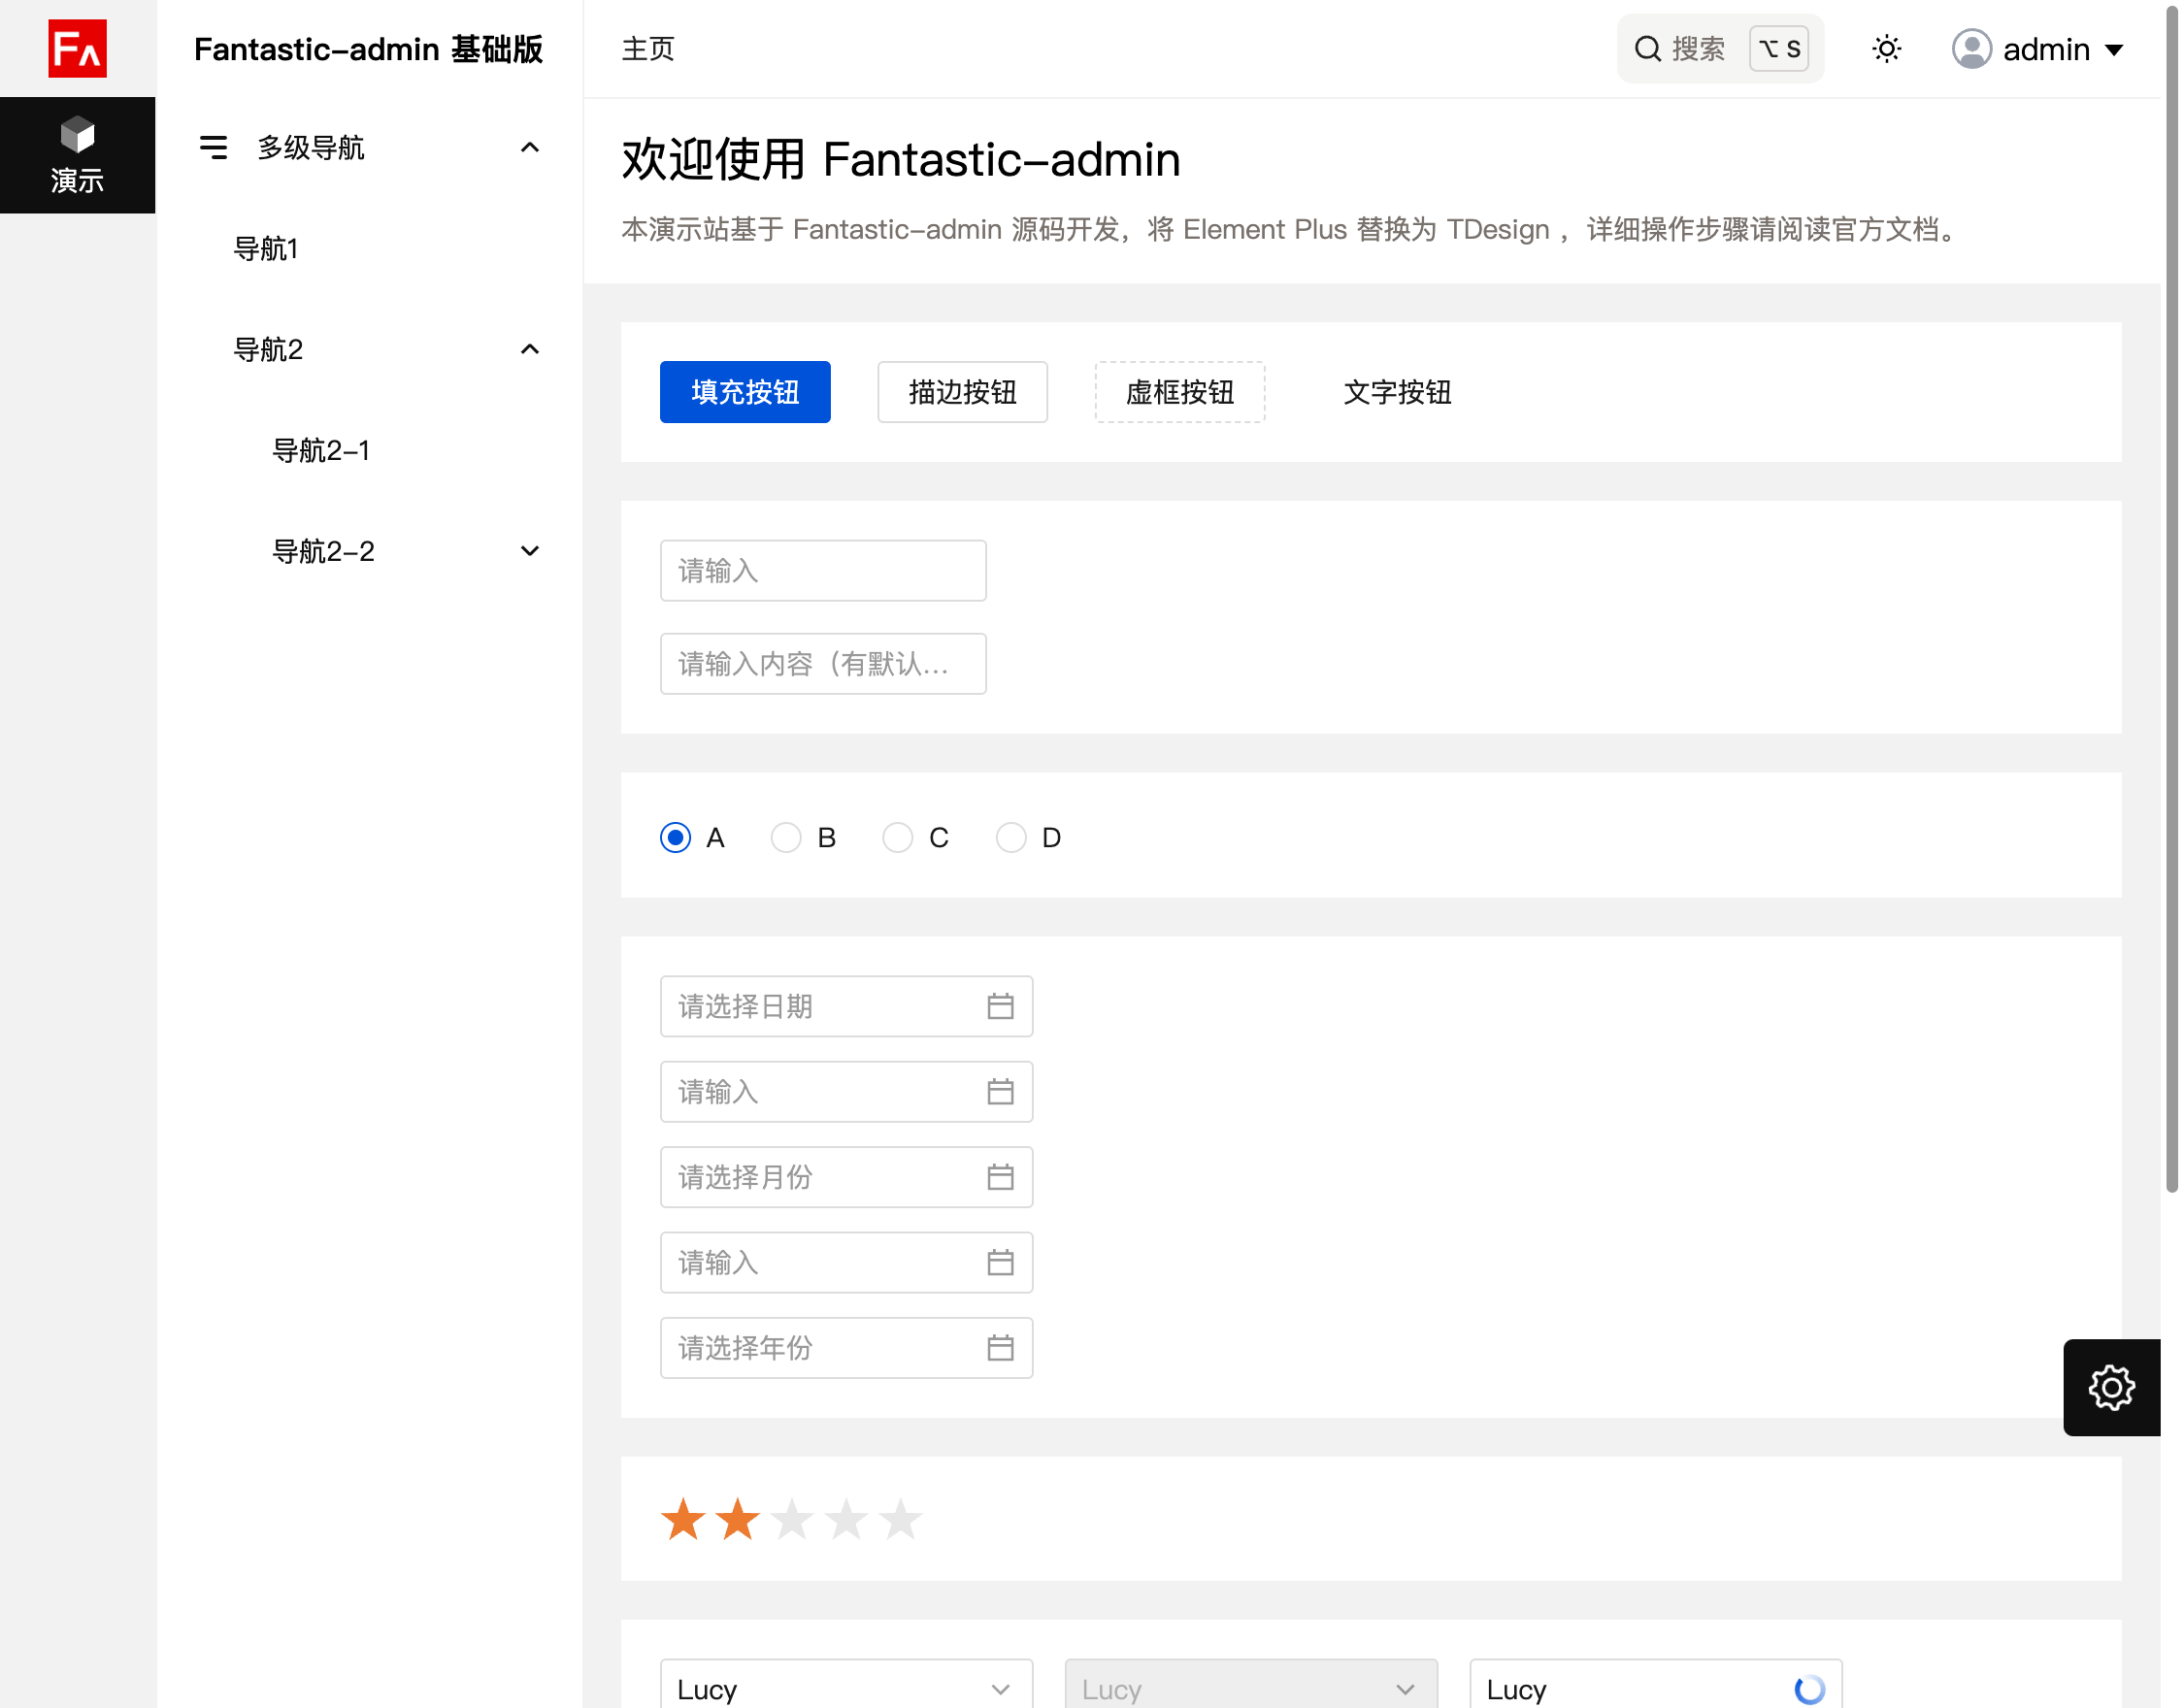 FA
演示
Fantastic-admin 基础版
多级导航
导航1
导航2
导航2-1
导航2-2
主页
搜索 ⌥ S
admin
欢迎使用 Fantastic-admin
本演示站基于 Fantastic-admin 源码开发，将 Element Plus 替换为 TDesign ，详细操作步骤请阅读官方文档。
填充按钮 描边按钮 虚框按钮 文字按钮
请输入
请输入内容（有默认...
A B C D
请选择日期
请输入
请选择月份
请输入
请选择年份
Lucy Lucy Lucy